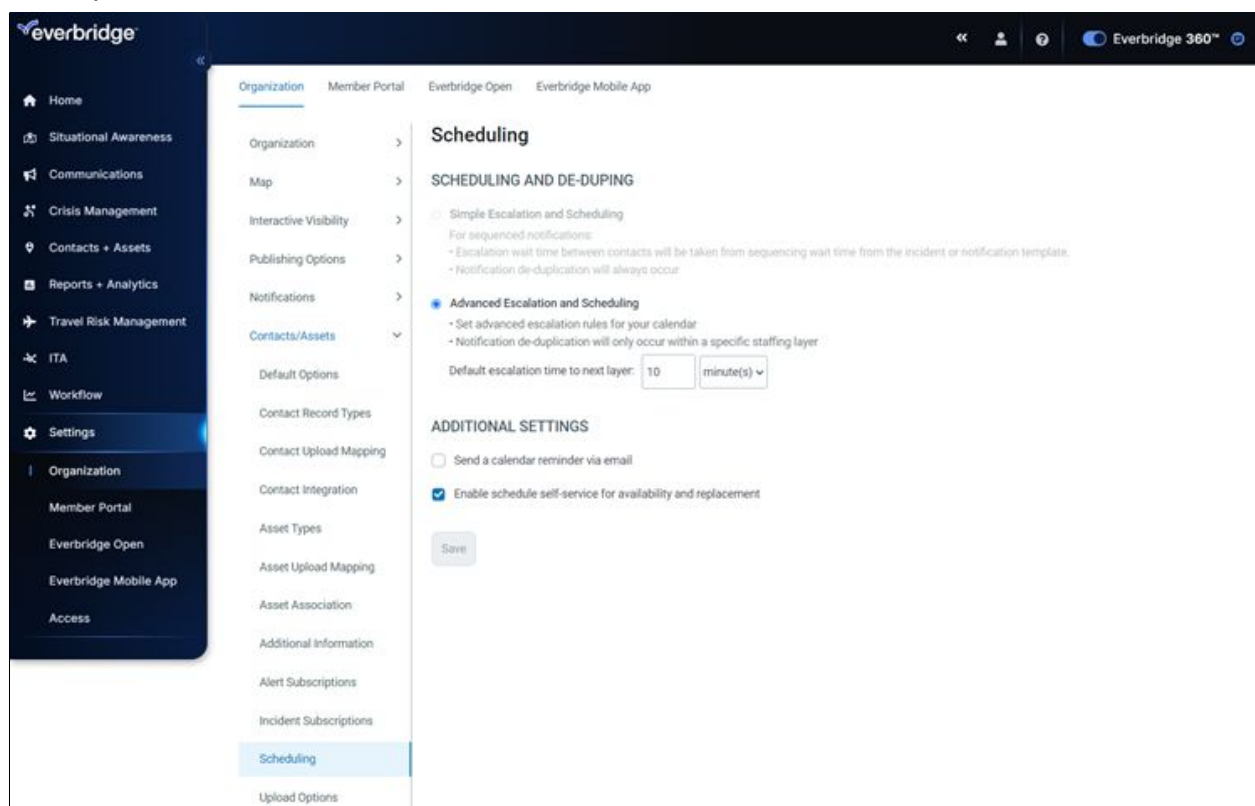 everbridge
Everbridge 360™
Home
Situational Awareness
Communications
Crisis Management
Contacts + Assets
Reports + Analytics
Travel Risk Management
ITA
Workflow
Settings
Organization
Member Portal
Everbridge Open
Everbridge Mobile App
Access
Organization Member Portal Everbridge Open Everbridge Mobile App
Organization
Map
Interactive Visibility
Publishing Options
Notifications
Contacts/Assets
Default Options
Contact Record Types
Contact Upload Mapping
Contact Integration
Asset Types
Asset Upload Mapping
Asset Association
Additional Information
Alert Subscriptions
Incident Subscriptions
Scheduling
Upload Options
Scheduling
SCHEDULING AND DE-DUPING
Simple Escalation and Scheduling
For sequenced notifications:
• Escalation wait time between contacts will be taken from sequencing wait time from the incident or notification template.
• Notification de-duplication will always occur
Advanced Escalation and Scheduling
• Set advanced escalation rules for your calendar
• Notification de-duplication will only occur within a specific staffing layer
Default escalation time to next layer: 10 minute(s)
ADDITIONAL SETTINGS
Send a calendar reminder via email
Enable schedule self-service for availability and replacement
Save